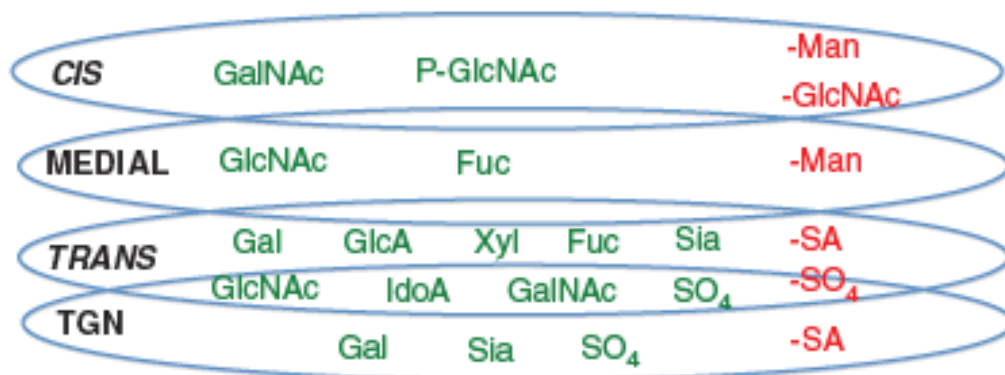 -Man
CIS GalNAc P-GlcNAc
-GlcNAc
MEDIAL GlcNAc Fuc -Man
Gal GlcA Xyl Fuc Sia -SA
TRANS
GlcNAc IdoA GalNAc SO₄ -SO₄
TGN
Gal Sia SO₄ -SA